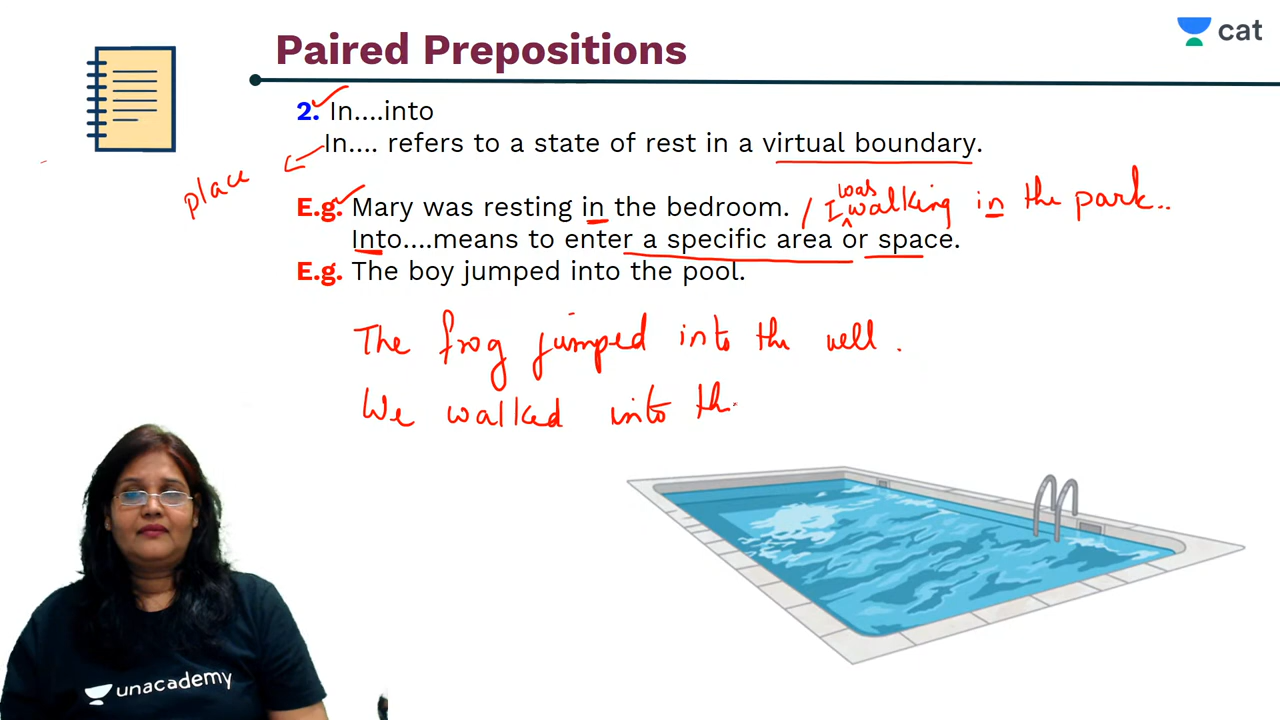 Paired Prepositions
cat
2. In....into
In.... refers to a state of rest in a virtual boundary.
place
E.g. Mary was resting in the bedroom. / I was walking in the park..
Into....means to enter a specific area or space.
E.g. The boy jumped into the pool.
The frog jumped into the well.
We walked into th
unacademy